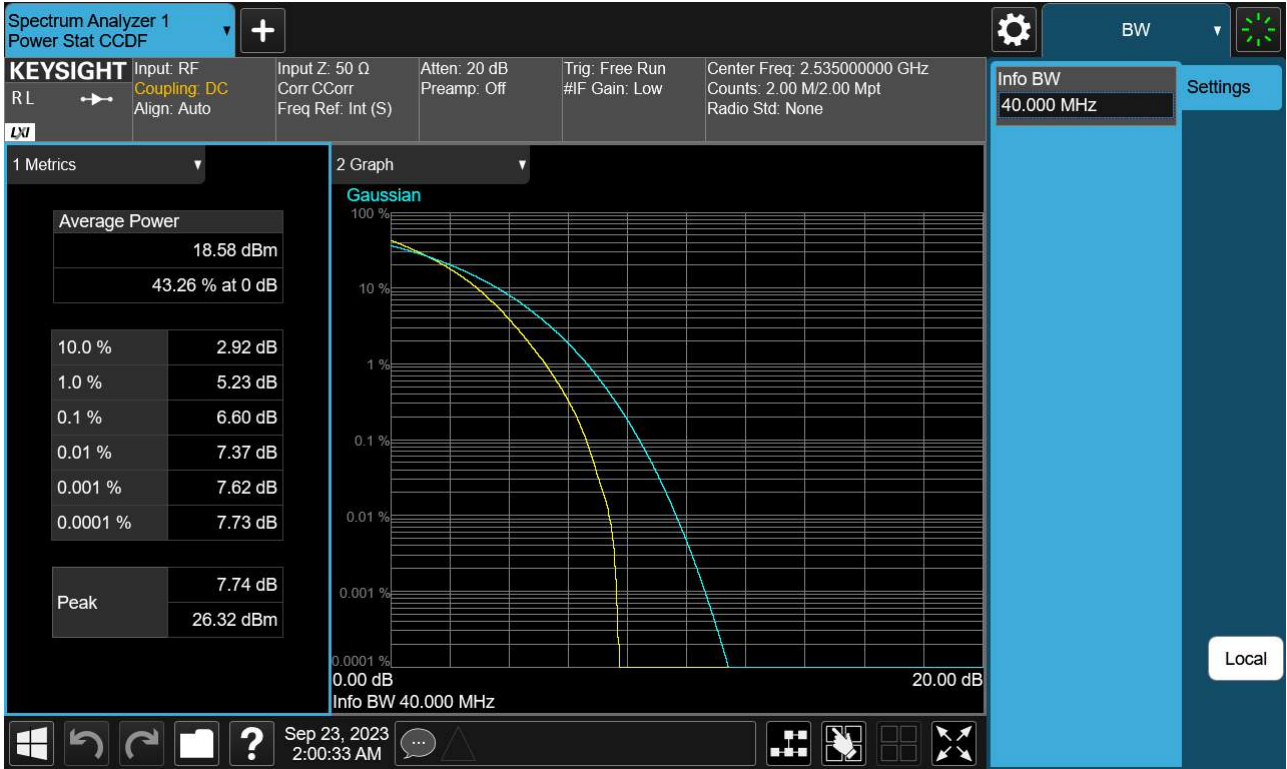 Spectrum Analyzer 1
Power Stat CCDF
+
BW
KEYSIGHT
RL
LXI
Input: RF
Coupling: DC
Align: Auto
Input Z: 50 Ω
Corr CCorr
Freq Ref: Int (S)
Atten: 20 dB
Preamp: Off
Trig: Free Run
#IF Gain: Low
Center Freq: 2.535000000 GHz
Counts: 2.00 M/2.00 Mpt
Radio Std: None
Info BW
40.000 MHz
Settings
1 Metrics
Average Power
18.58 dBm
43.26 % at 0 dB
10.0 % 2.92 dB
1.0 % 5.23 dB
0.1 % 6.60 dB
0.01 % 7.37 dB
0.001 % 7.62 dB
0.0001 % 7.73 dB
Peak
7.74 dB
26.32 dBm
2 Graph
Gaussian
100 %
10 %
1 %
0.1 %
0.01 %
0.001 %
0.0001 %
0.00 dB 20.00 dB
Info BW 40.000 MHz
Local
?
Sep 23, 2023
2:00:33 AM